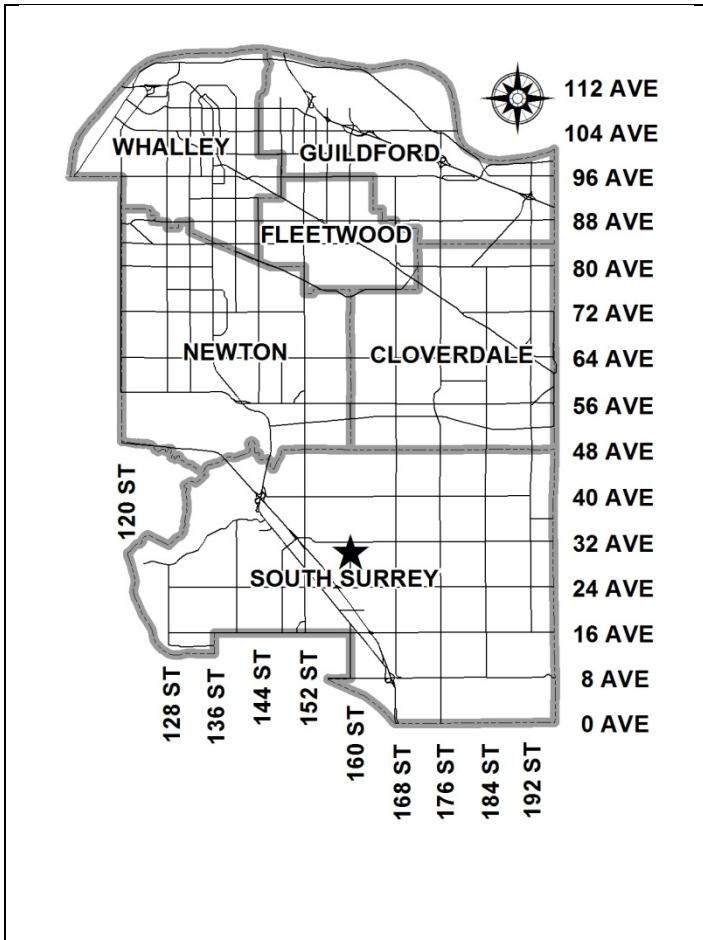 112 AVE
104 AVE
WHALLEY
GUILDFORD
96 AVE
88 AVE
FLEETWOOD
80 AVE
72 AVE
NEWTON
CLOVERDALE
64 AVE
56 AVE
48 AVE
120 ST
40 AVE
32 AVE
SOUTH SURREY
24 AVE
16 AVE
8 AVE
0 AVE
128 ST
136 ST
144 ST
152 ST
160 ST
168 ST
176 ST
184 ST
192 ST